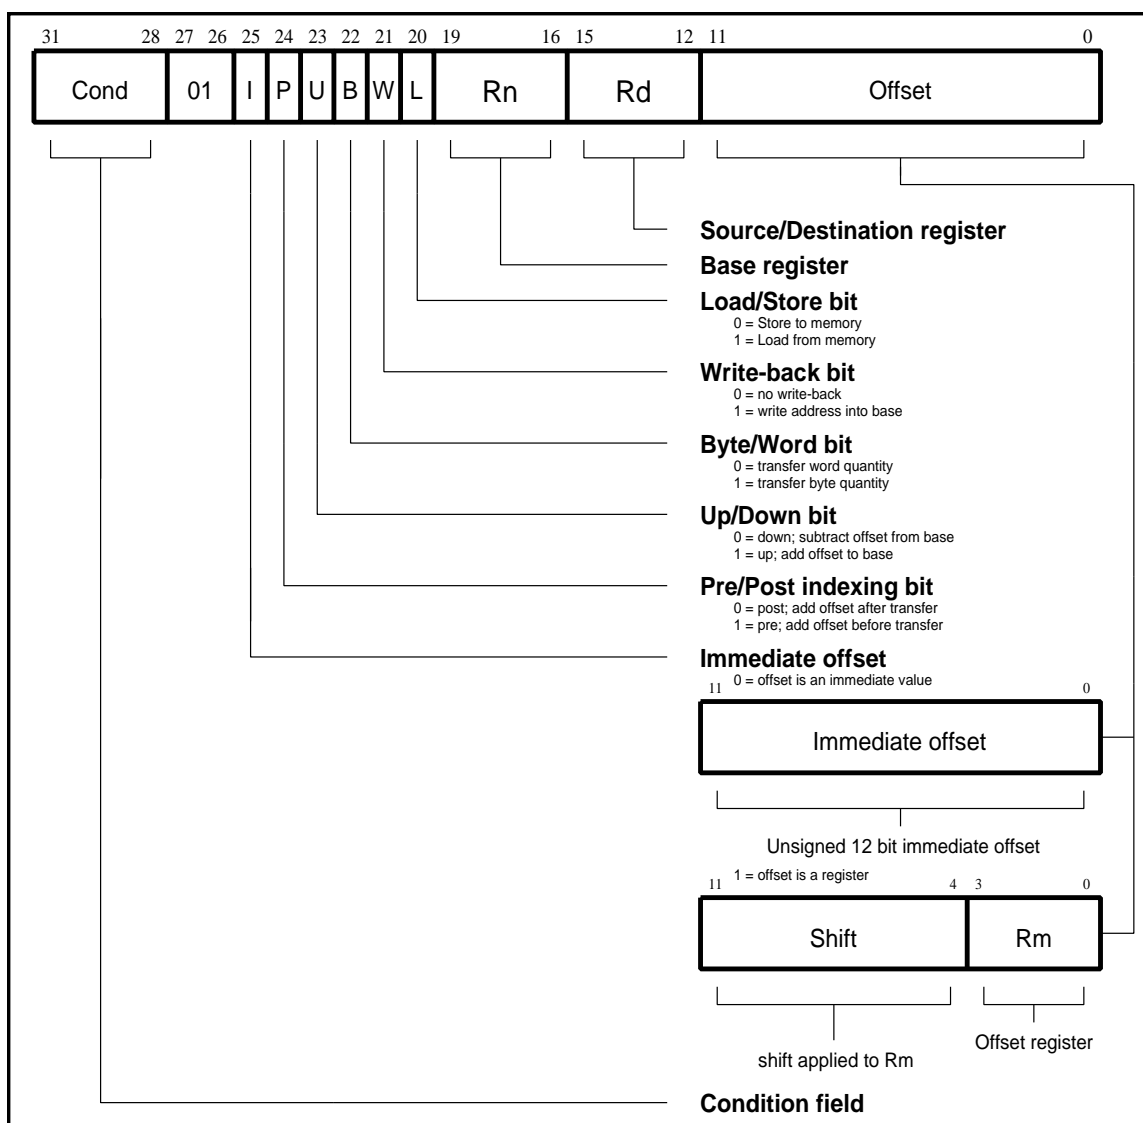 31 28 27 26 25 24 23 22 21 20 19 16 15 12 11 0
Cond 01 I P U B W L Rn Rd Offset
Source/Destination register
Base register
Load/Store bit
0 = Store to memory
1 = Load from memory
Write-back bit
0 = no write-back
1 = write address into base
Byte/Word bit
0 = transfer word quantity
1 = transfer byte quantity
Up/Down bit
0 = down; subtract offset from base
1 = up; add offset to base
Pre/Post indexing bit
0 = post; add offset after transfer
1 = pre; add offset before transfer
Immediate offset
0 = offset is an immediate value
11 0
Immediate offset
Unsigned 12 bit immediate offset
1 = offset is a register
11 4 3 0
Shift Rm
Offset register
shift applied to Rm
Condition field